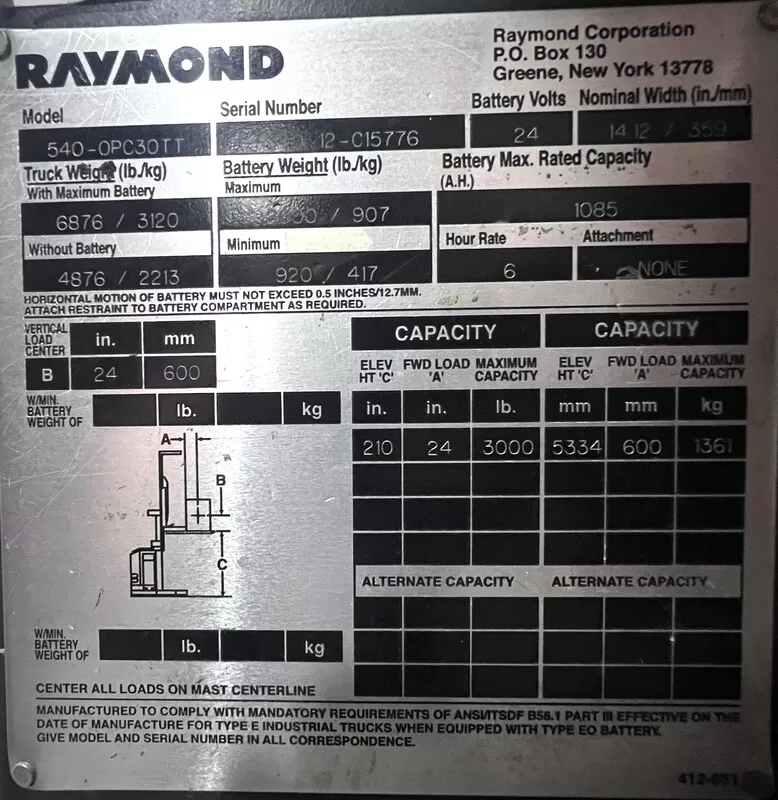 RAYMOND
Raymond Corporation
P.O. Box 130
Greene, New York 13778
Model
Serial Number
Battery Volts
Nominal Width (in./mm)
540-OPC30TT
12-C15776
24
14.12 / 359
Truck Weight (lb./kg)
With Maximum Battery
Battery Weight (lb./kg)
Maximum
Battery Max. Rated Capacity
(A.H.)
6876 / 3120
/ 907
1085
Without Battery
Minimum
Hour Rate
Attachment
4876 / 2213
920 / 417
6
NONE
HORIZONTAL MOTION OF BATTERY MUST NOT EXCEED 0.5 INCHES/12.7MM.
ATTACH RESTRAINT TO BATTERY COMPARTMENT AS REQUIRED.
VERTICAL
LOAD
CENTER
in.
mm
B
24
600
W/MIN.
BATTERY
WEIGHT OF
lb.
kg
CAPACITY
CAPACITY
ELEV HT 'C'
FWD LOAD 'A'
MAXIMUM CAPACITY
ELEV HT 'C'
FWD LOAD 'A'
MAXIMUM CAPACITY
in.
in.
lb.
mm
mm
kg
210
24
3000
5334
600
1361
A
B
C
B
ALTERNATE CAPACITY
ALTERNATE CAPACITY
W/MIN.
BATTERY
WEIGHT OF
lb.
kg
CENTER ALL LOADS ON MAST CENTERLINE
MANUFACTURED TO COMPLY WITH MANDATORY REQUIREMENTS OF ANSI/ITSDF B56.1 PART III EFFECTIVE ON THE
DATE OF MANUFACTURE FOR TYPE E INDUSTRIAL TRUCKS WHEN EQUIPPED WITH TYPE EO BATTERY.
GIVE MODEL AND SERIAL NUMBER IN ALL CORRESPONDENCE.